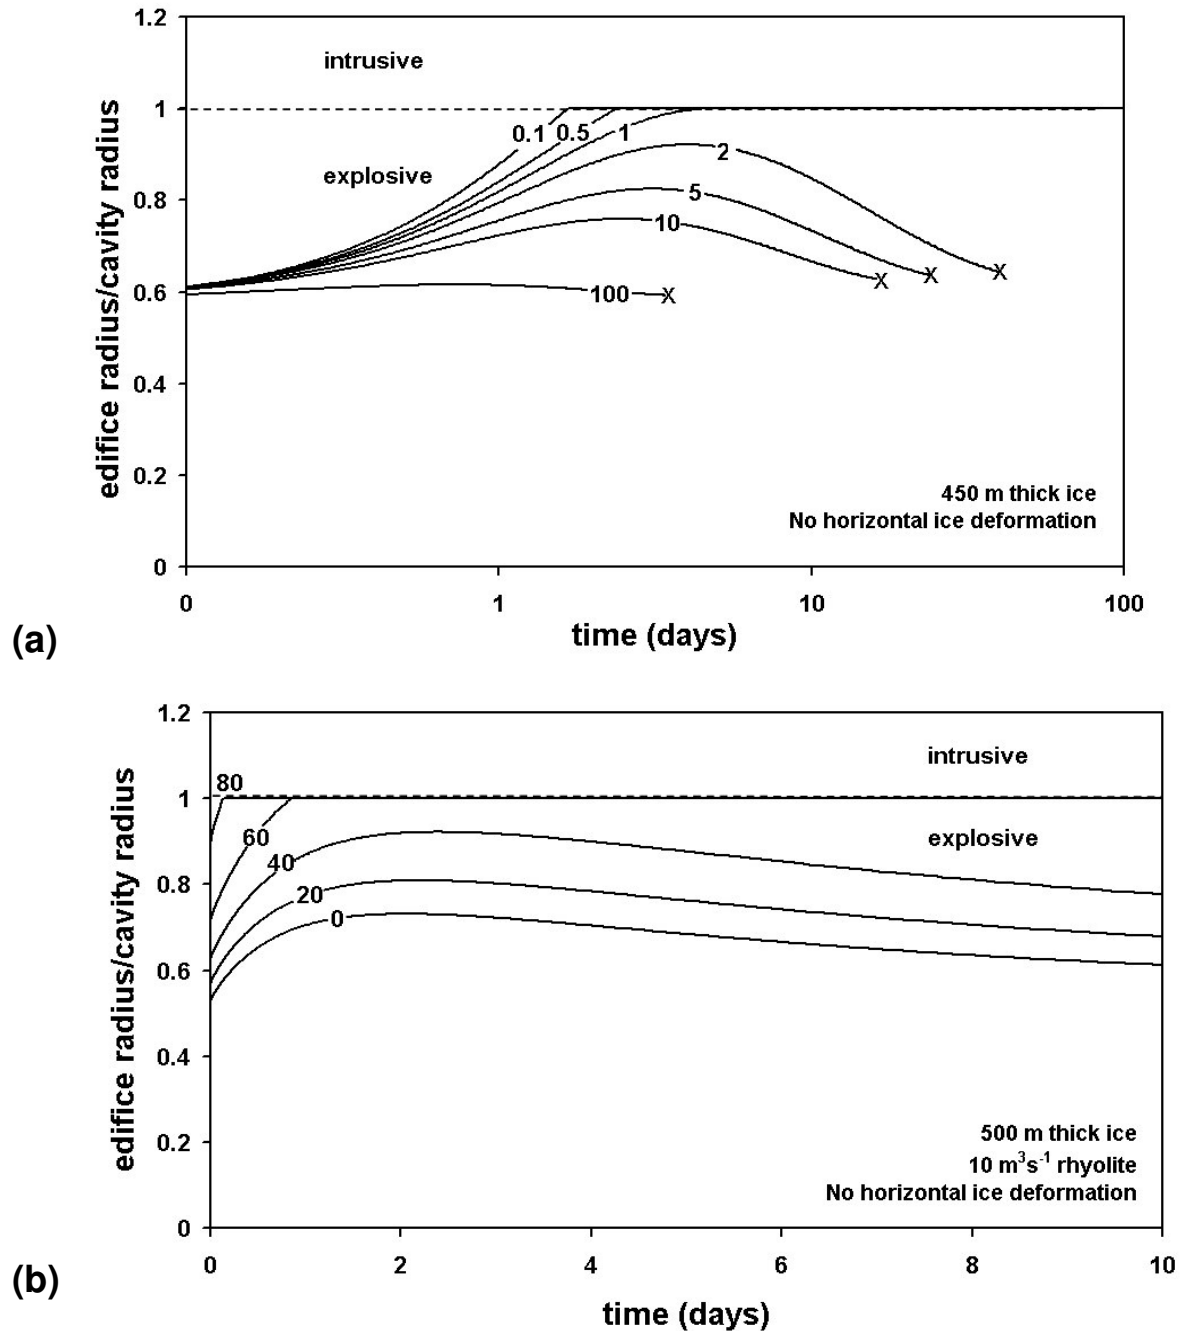 1.2
intrusive
1
0.1
0.5
1
2
explosive
0.8
5
10
0.6
100
X
X
X
X
0.4
0.2
450 m thick ice
No horizontal ice deformation
0
0
1
10
100
edifice radius/cavity radius
time (days)
(a)
1.2
intrusive
80
1
60
explosive
40
0.8
20
0
0.6
0.4
0.2
500 m thick ice
10 m³s⁻¹ rhyolite
No horizontal ice deformation
0
0
2
4
6
8
10
edifice radius/cavity radius
time (days)
(b)